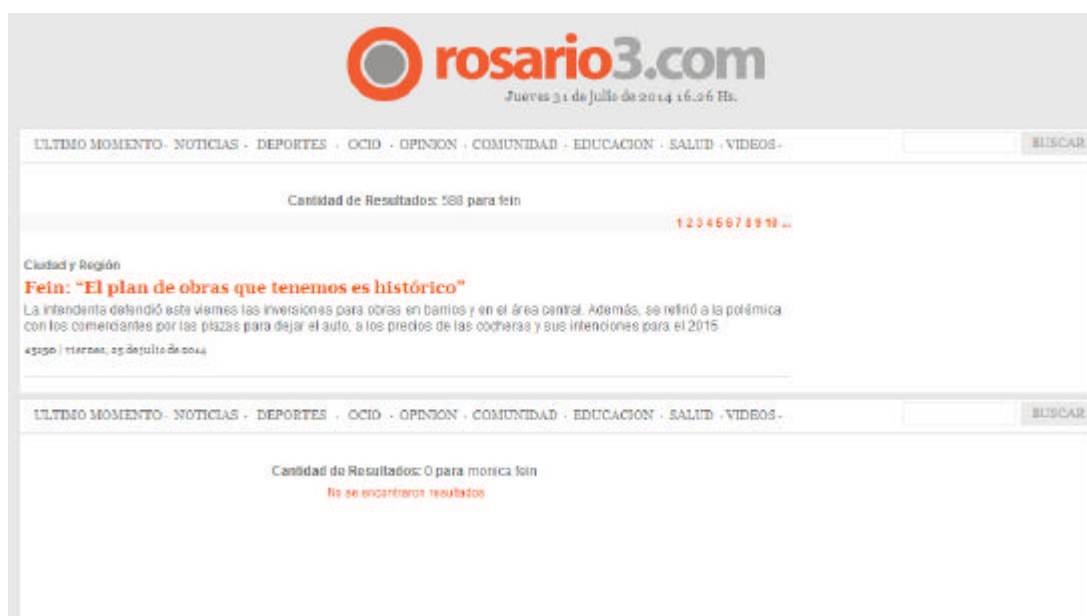 rosario3.com
Jueves 31 de Julio de 2014 16.26 Hs.
ULTIMO MOMENTO · NOTICIAS · DEPORTES · OCIO · OPINION · COMUNIDAD · EDUCACION · SALUD · VIDEOS ·
BUSCAR
Cantidad de Resultados: 588 para fein
1 2 3 4 5 6 7 8 9 10 ...
Ciudad y Región
Fein: “El plan de obras que tenemos es histórico”
La intendenta defendió este viernes las inversiones para obras en barrios y en el área central. Además, se refirió a la polémica
con los comerciantes por las plazas para dejar el auto, a los precios de las cocheras y sus intenciones para el 2015
| viernes, 25 de julio de 2014
ULTIMO MOMENTO · NOTICIAS · DEPORTES · OCIO · OPINION · COMUNIDAD · EDUCACION · SALUD · VIDEOS ·
BUSCAR
Cantidad de Resultados: 0 para monica fein
No se encontraron resultados